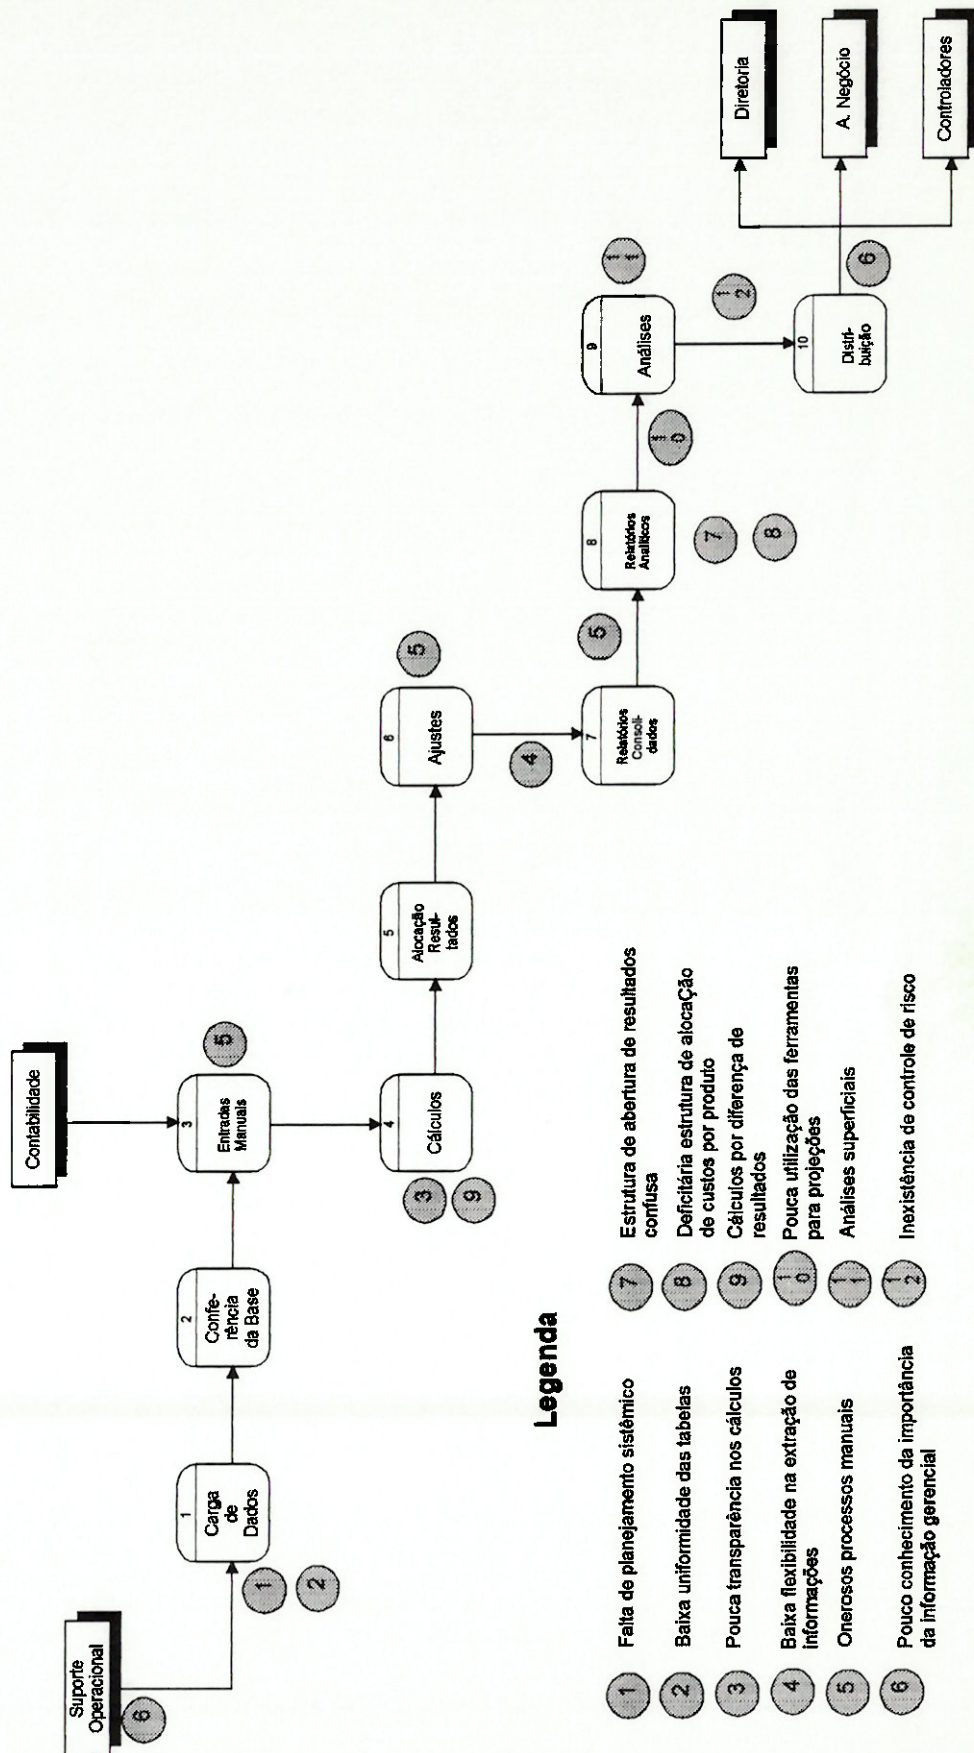 Suporte
Operacional
6
1
2
1
Carga
de
Dados
2
Confe-
rência
da Base
Contabilidade
3
Entradas
Manuais
5
4
Cálculos
3
9
5
Alocação
Resul-
tados
6
Ajustes
5
4
7
Relatórios
Consoli-
dados
5
8
Relatórios
Analíticos
7
8
10
9
Análises
11
12
10
Distri-
buição
6
Diretoria
A. Negócio
Controladores
Legenda
1 Falta de planejamento sistêmico
2 Baixa uniformidade das tabelas
3 Pouca transparência nos cálculos
4 Baixa flexibilidade na extração de
informações
5 Onerosos processos manuais
6 Pouco conhecimento da importância
da informação gerencial
7 Estrutura de abertura de resultados
confusa
8 Deficitária estrutura de alocaÇão
de custos por produto
9 Cálculos por diferença de
resultados
10 Pouca utilização das ferramentas
para projeções
11 Análises superficiais
12 Inexistência de controle de risco